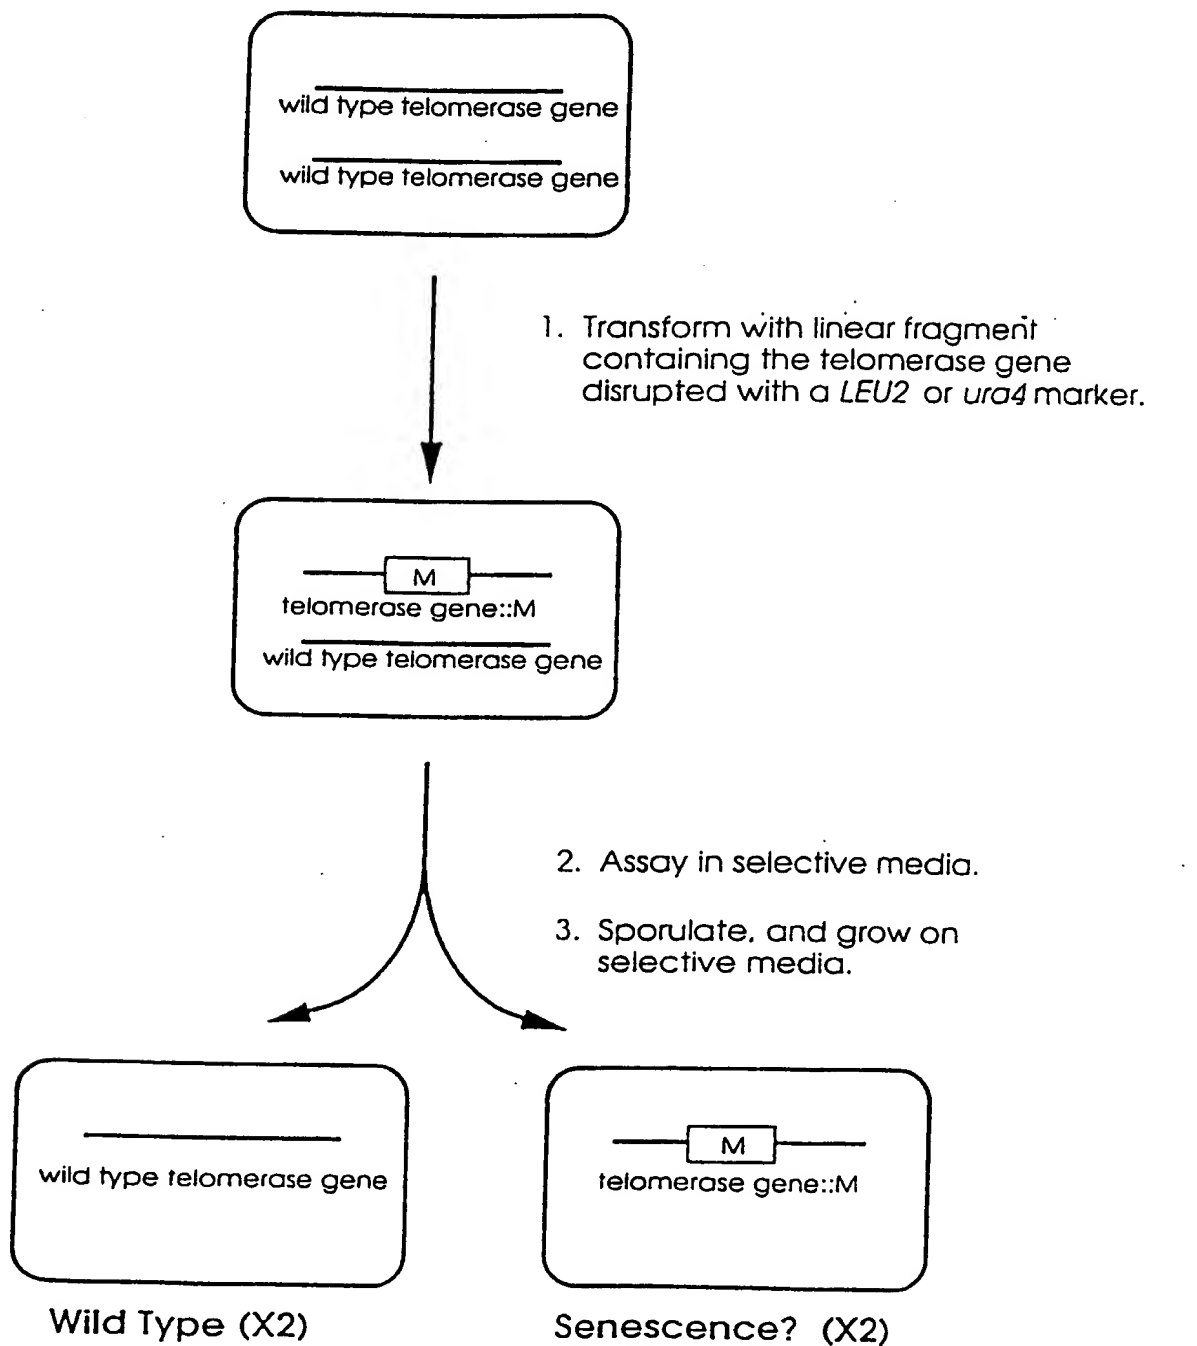 wild type telomerase gene
wild type telomerase gene
1. Transform with linear fragment
containing the telomerase gene
disrupted with a LEU2 or ura4 marker.
M
telomerase gene::M
wild type telomerase gene
2. Assay in selective media.
3. Sporulate, and grow on
selective media.
wild type telomerase gene
M
telomerase gene::M
Wild Type (X2)
Senescence? (X2)